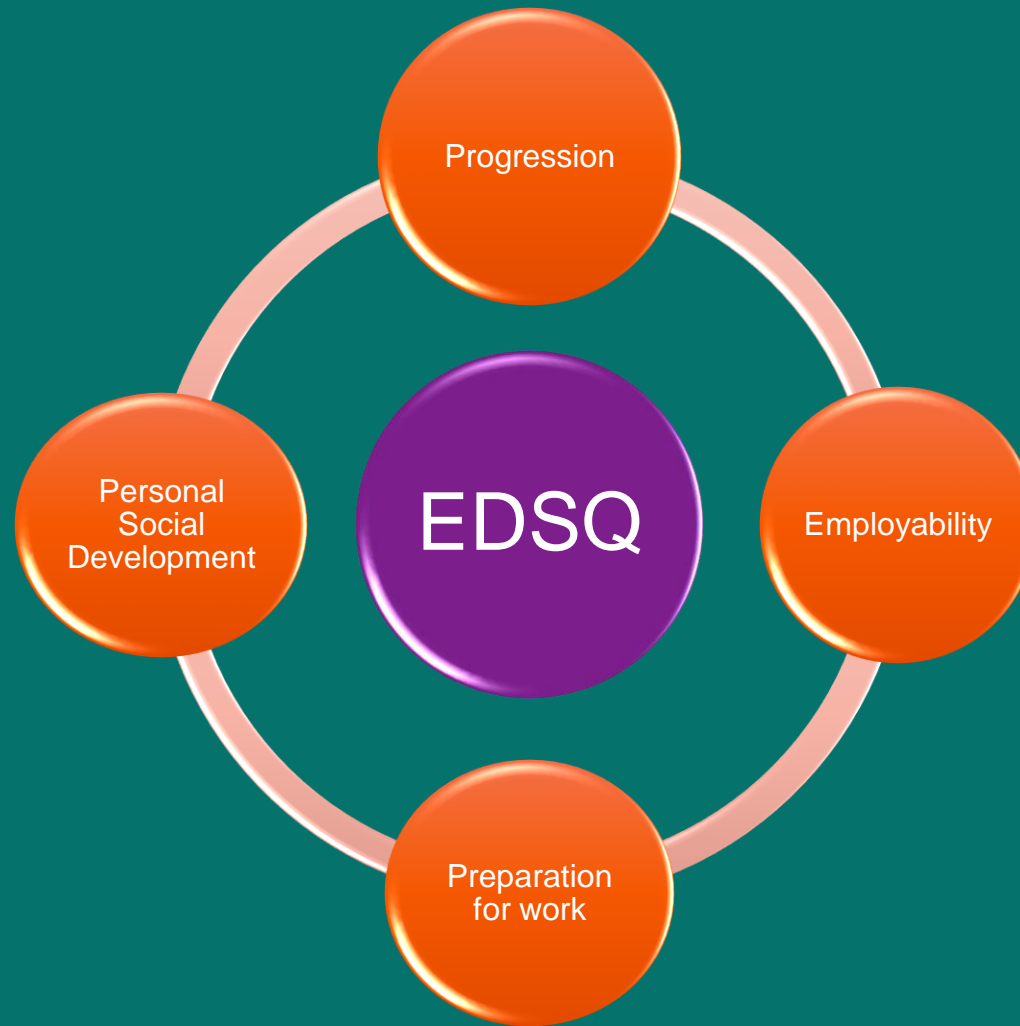 Progression
Personal
Social
Development
EDSQ
Employability
Preparation
for work